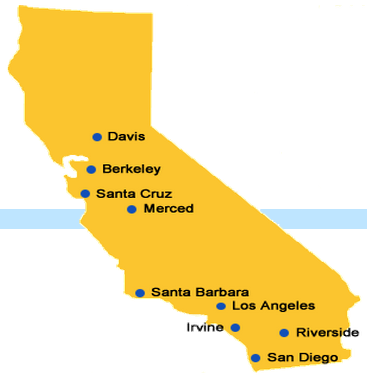 Davis
Berkeley
Santa Cruz
Merced
Santa Barbara
Los Angeles
Irvine
Riverside
San Diego